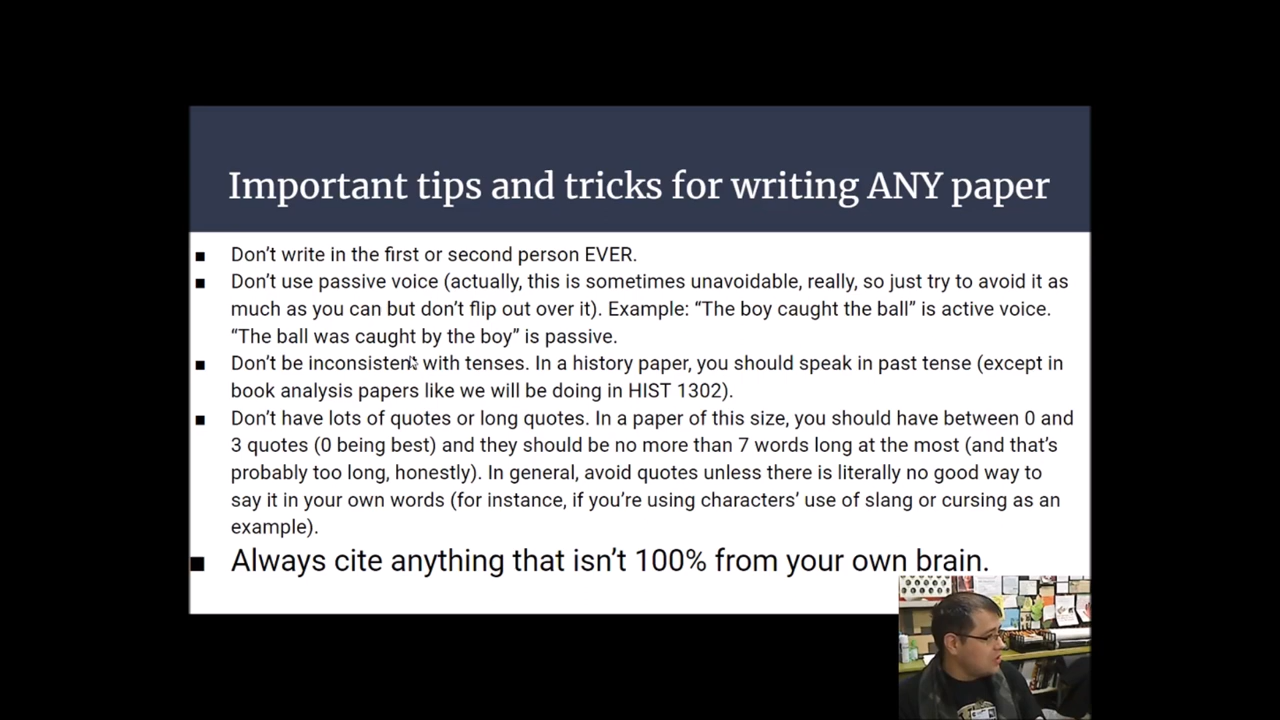 Important tips and tricks for writing ANY paper
■ Don’t write in the first or second person EVER.
■ Don’t use passive voice (actually, this is sometimes unavoidable, really, so just try to avoid it as
much as you can but don’t flip out over it). Example: “The boy caught the ball” is active voice.
“The ball was caught by the boy” is passive.
■ Don’t be inconsistent with tenses. In a history paper, you should speak in past tense (except in
book analysis papers like we will be doing in HIST 1302).
■ Don’t have lots of quotes or long quotes. In a paper of this size, you should have between 0 and
3 quotes (0 being best) and they should be no more than 7 words long at the most (and that’s
probably too long, honestly). In general, avoid quotes unless there is literally no good way to
say it in your own words (for instance, if you’re using characters’ use of slang or cursing as an
example).
■ Always cite anything that isn’t 100% from your own brain.